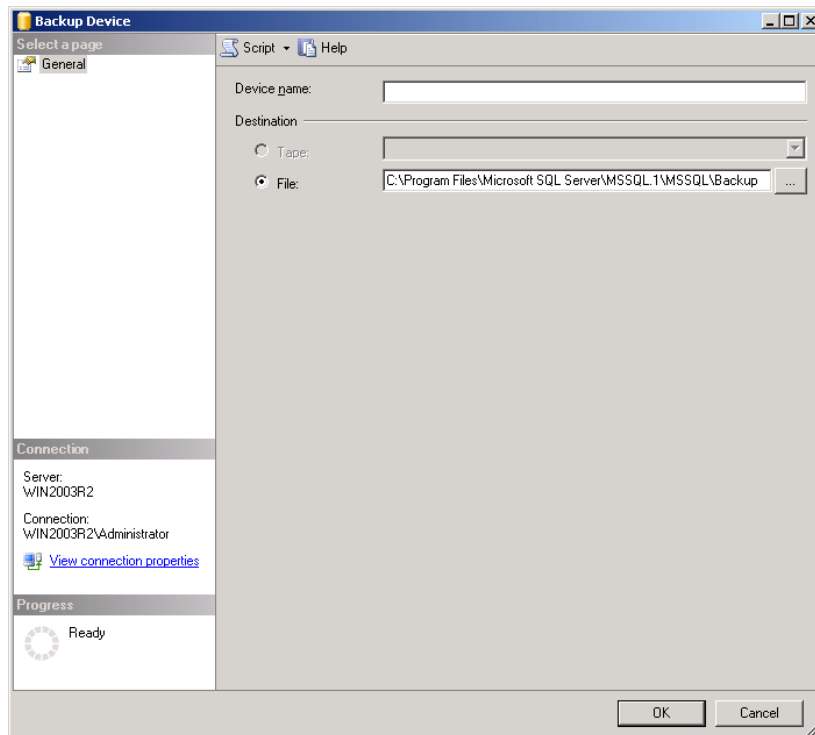 Backup Device
Select a page
General
Script Help
Device name:
Destination
Tape:
File: C:\Program Files\Microsoft SQL Server\MSSQL.1\MSSQL\Backup ...
Connection
Server:
WIN2003R2
Connection:
WIN2003R2\Administrator
View connection properties
Progress
Ready
OK Cancel